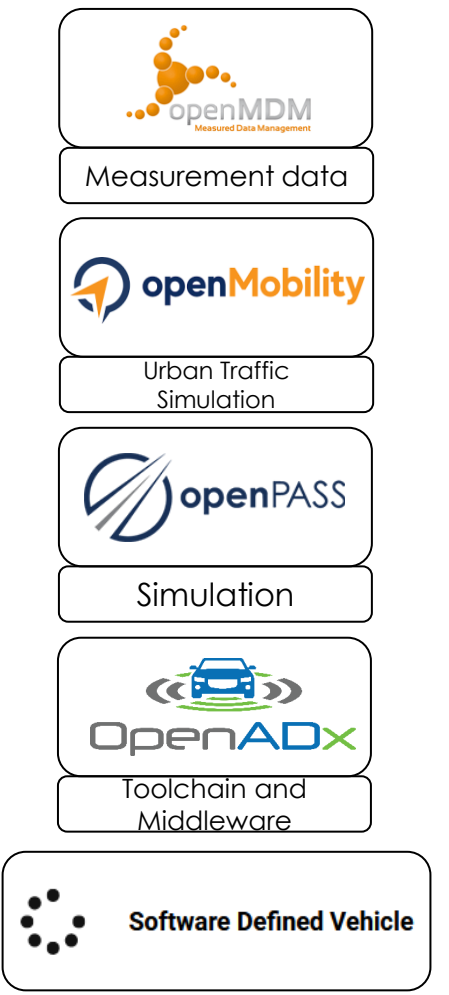 openMDM
Measured Data Management
Measurement data
openMobility
Urban Traffic
Simulation
openPASS
Simulation
OpenADx
Toolchain and
Middleware
Software Defined Vehicle